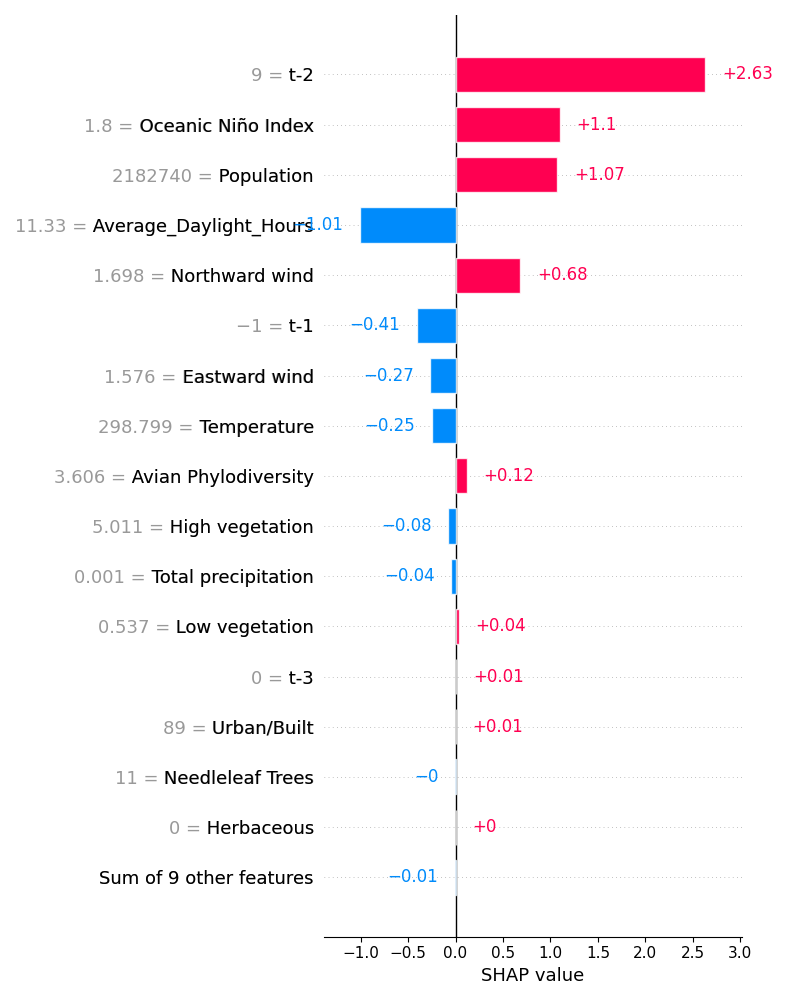 9 = t-2 +2.63
1.8 = Oceanic Niño Index +1.1
2182740 = Population +1.07
11.33 = Average_Daylight_Hours −1.01
1.698 = Northward wind +0.68
−1 = t-1 −0.41
1.576 = Eastward wind −0.27
298.799 = Temperature −0.25
3.606 = Avian Phylodiversity +0.12
5.011 = High vegetation −0.08
0.001 = Total precipitation −0.04
0.537 = Low vegetation +0.04
0 = t-3 +0.01
89 = Urban/Built +0.01
11 = Needleleaf Trees −0
0 = Herbaceous +0
Sum of 9 other features −0.01
−1.0 −0.5 0.0 0.5 1.0 1.5 2.0 2.5 3.0
SHAP value